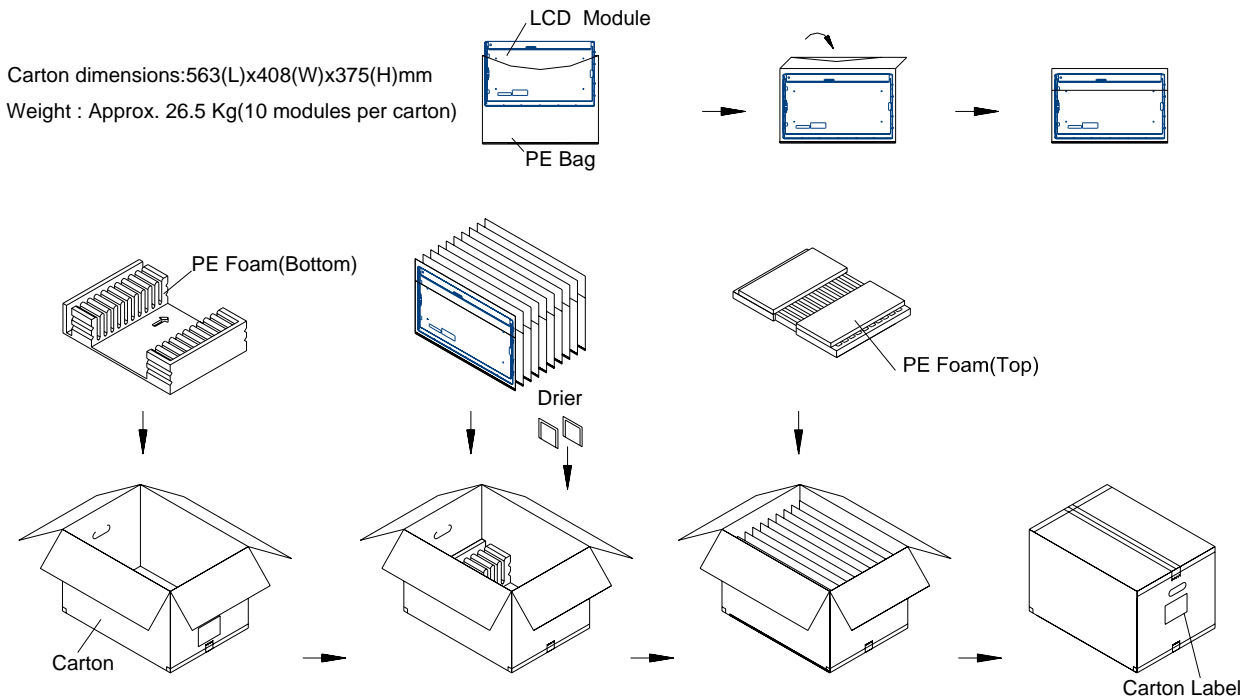 LCD Module
Carton dimensions:563(L)x408(W)x375(H)mm
Weight : Approx. 26.5 Kg(10 modules per carton)
PE Bag
PE Foam(Bottom)
PE Foam(Top)
Drier
Carton
Carton Label